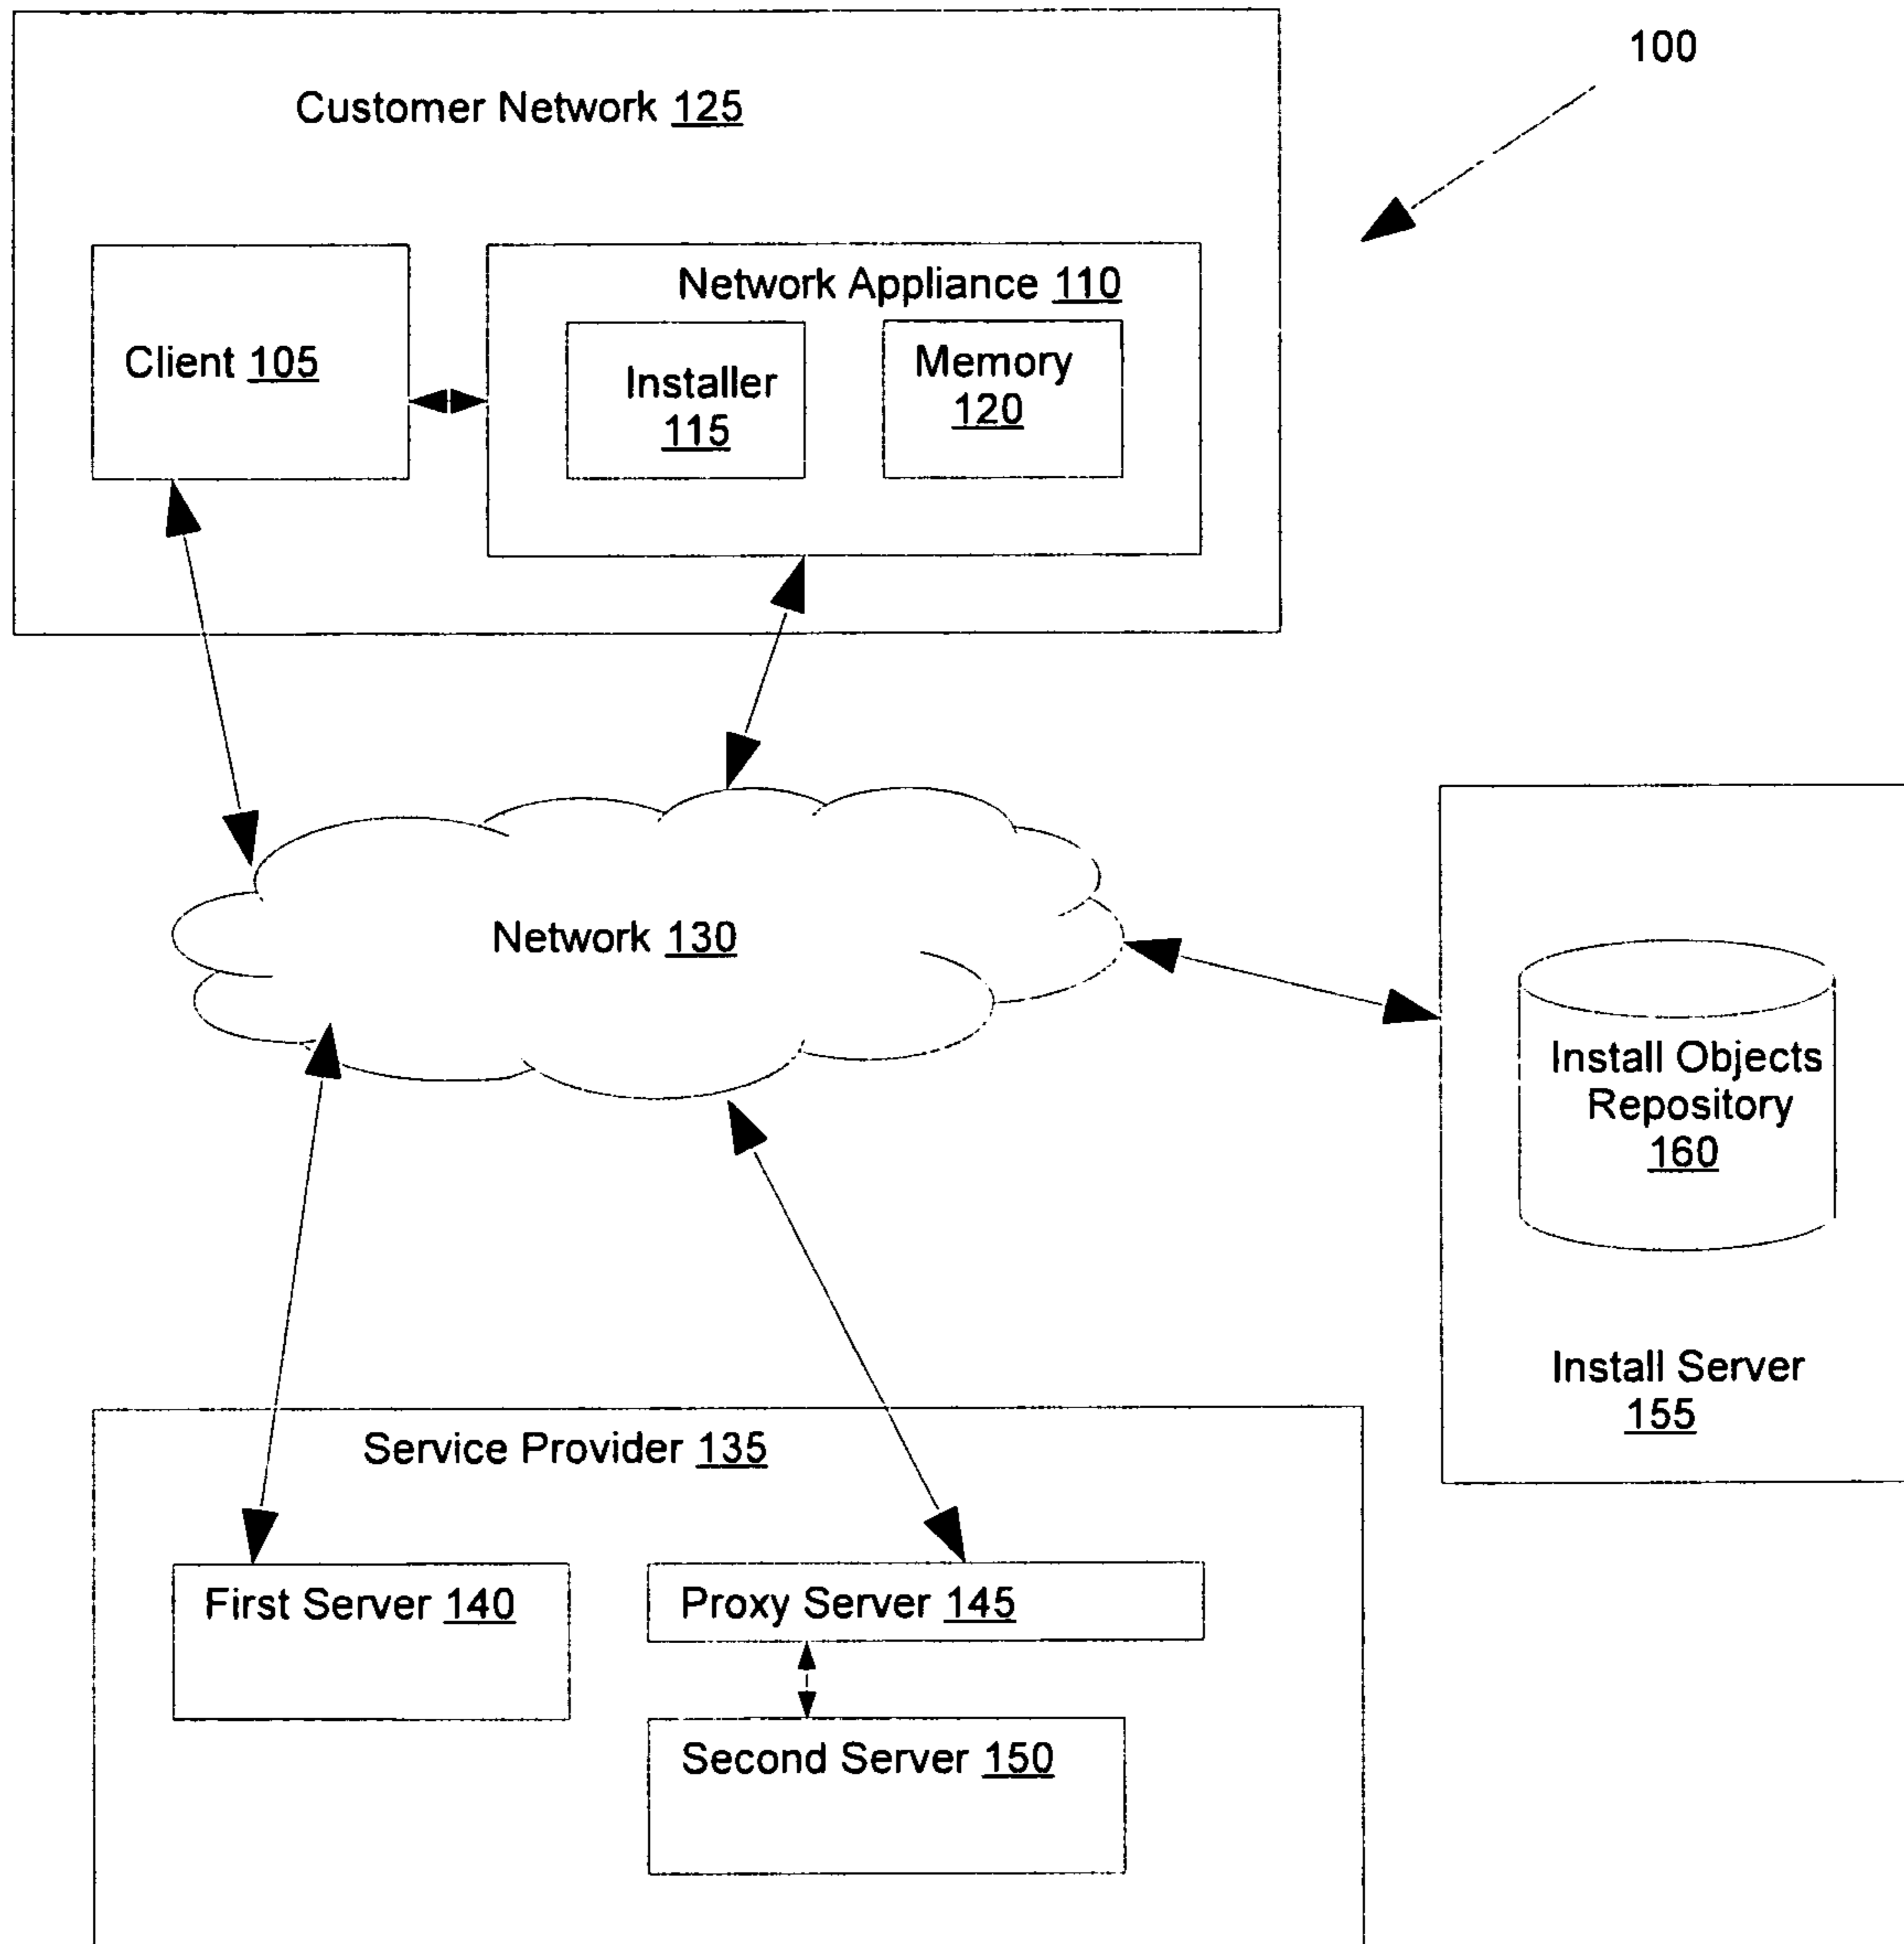 100
Customer Network 125
Network Appliance 110
Client 105
Installer
115
Memory
120
Network 130
Install Objects
Repository
160
Install Server
155
Service Provider 135
First Server 140
Proxy Server 145
Second Server 150